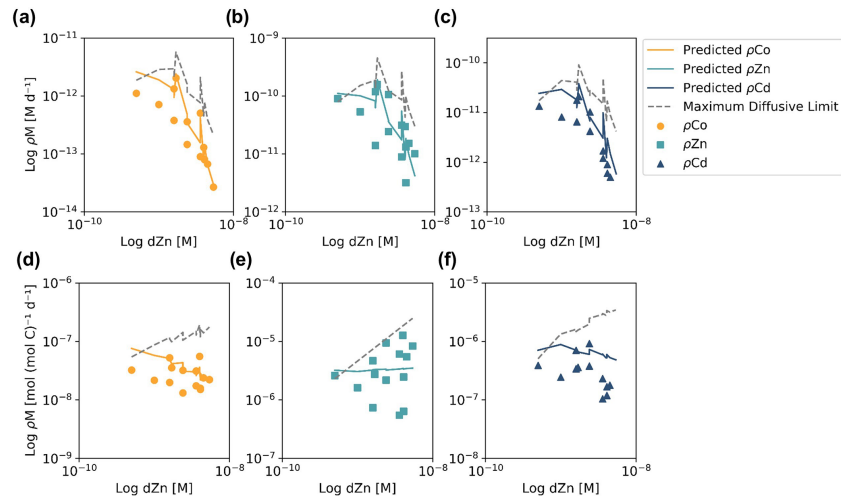 (a)
(b)
(c)
10⁻¹¹
10⁻¹²
10⁻¹³
10⁻¹⁴
Log ρM [M d⁻¹]
10⁻¹⁰
10⁻⁸
Log dZn [M]
10⁻⁹
10⁻¹⁰
10⁻¹¹
10⁻¹²
10⁻¹⁰
10⁻⁸
Log dZn [M]
10⁻¹⁰
10⁻¹¹
10⁻¹²
10⁻¹³
10⁻¹⁰
10⁻⁸
Log dZn [M]
Predicted ρCo
Predicted ρZn
Predicted ρCd
Maximum Diffusive Limit
ρCo
ρZn
ρCd
(d)
(e)
(f)
10⁻⁶
10⁻⁷
10⁻⁸
10⁻⁹
Log ρM [mol (mol C)⁻¹ d⁻¹]
10⁻¹⁰
10⁻⁸
Log dZn [M]
10⁻⁴
10⁻⁵
10⁻⁶
10⁻⁷
10⁻¹⁰
10⁻⁸
Log dZn [M]
10⁻⁵
10⁻⁶
10⁻⁷
10⁻⁸
10⁻¹⁰
10⁻⁸
Log dZn [M]